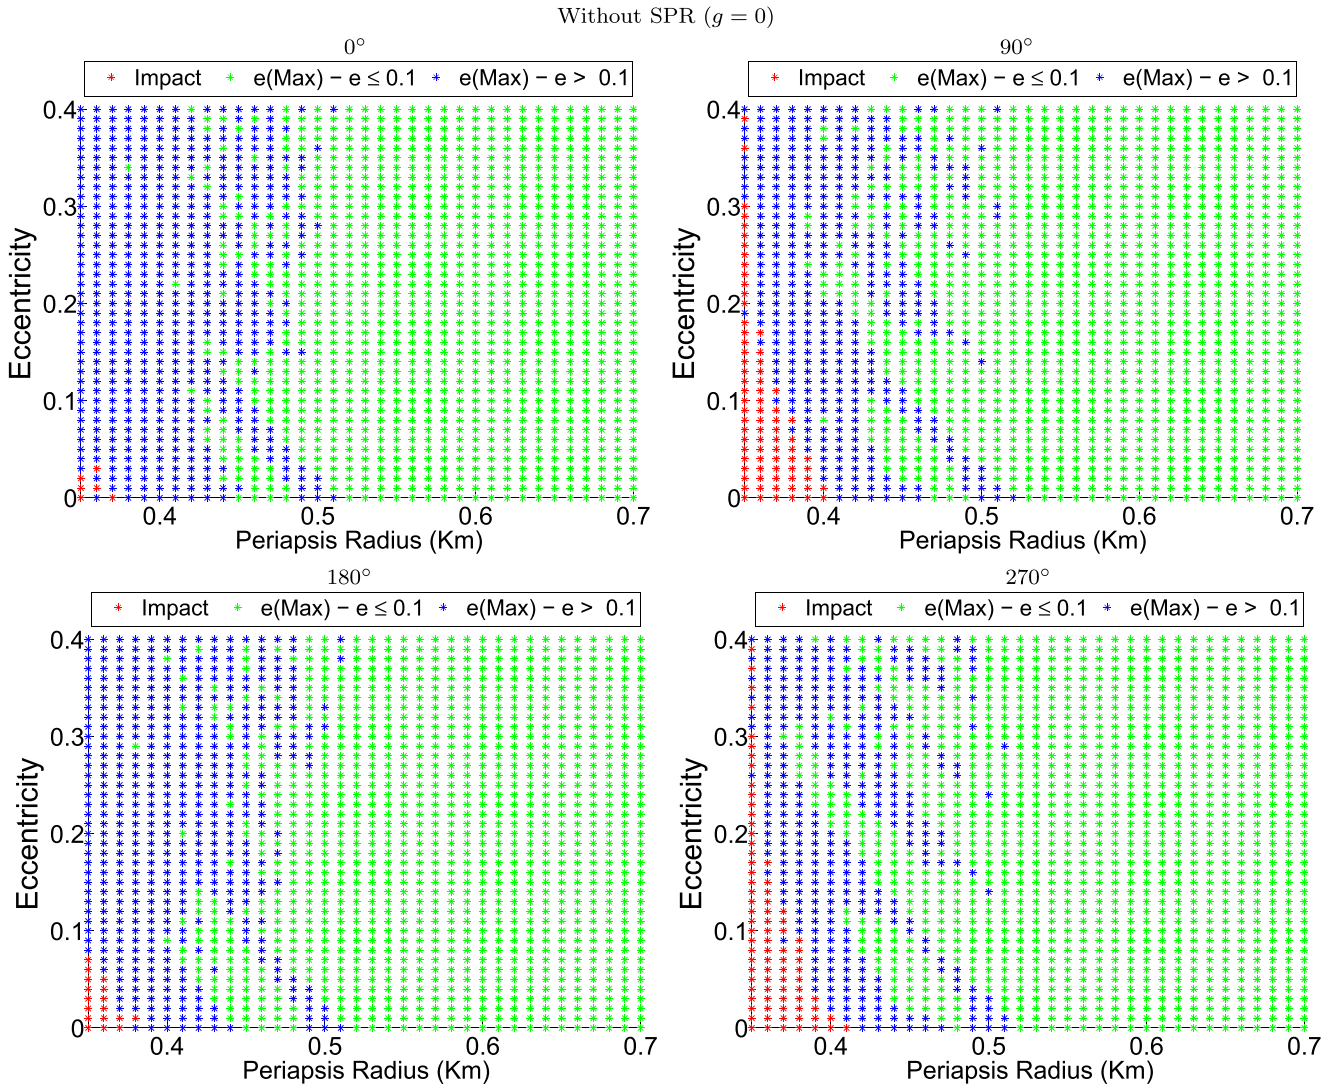 Without SPR (g = 0)
0°
Impact e(Max) − e ≤ 0.1 e(Max) − e > 0.1
0.4
0.3
0.2
0.1
0
Eccentricity
0.4 0.5 0.6 0.7
Periapsis Radius (Km)
90°
Impact e(Max) − e ≤ 0.1 e(Max) − e > 0.1
0.4
0.3
0.2
0.1
0
Eccentricity
0.4 0.5 0.6 0.7
Periapsis Radius (Km)
180°
Impact e(Max) − e ≤ 0.1 e(Max) − e > 0.1
0.4
0.3
0.2
0.1
0
Eccentricity
0.4 0.5 0.6 0.7
Periapsis Radius (Km)
270°
Impact e(Max) − e ≤ 0.1 e(Max) − e > 0.1
0.4
0.3
0.2
0.1
0
Eccentricity
0.4 0.5 0.6 0.7
Periapsis Radius (Km)